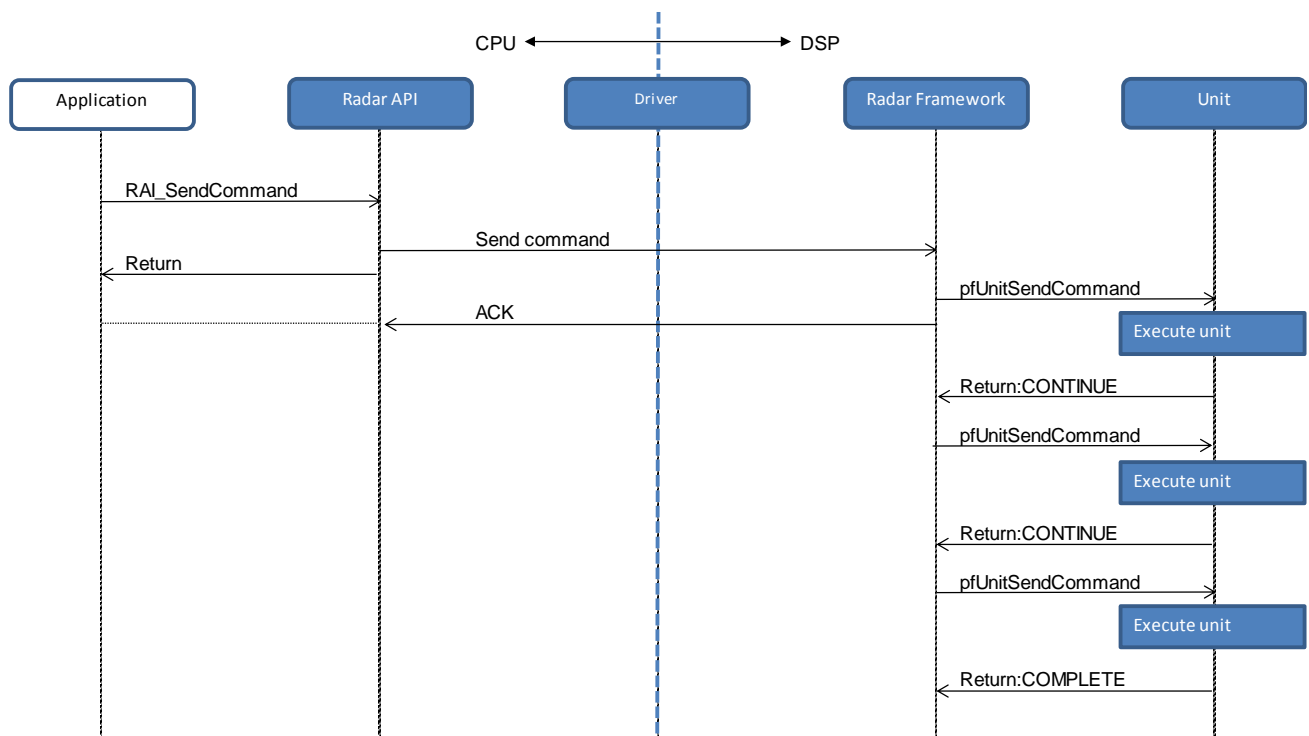 CPU
DSP
Application
Radar API
Driver
Radar Framework
Unit
RAI_SendCommand
Send command
Return
pfUnitSendCommand
ACK
Execute unit
Return:CONTINUE
pfUnitSendCommand
Execute unit
Return:CONTINUE
pfUnitSendCommand
Execute unit
Return:COMPLETE